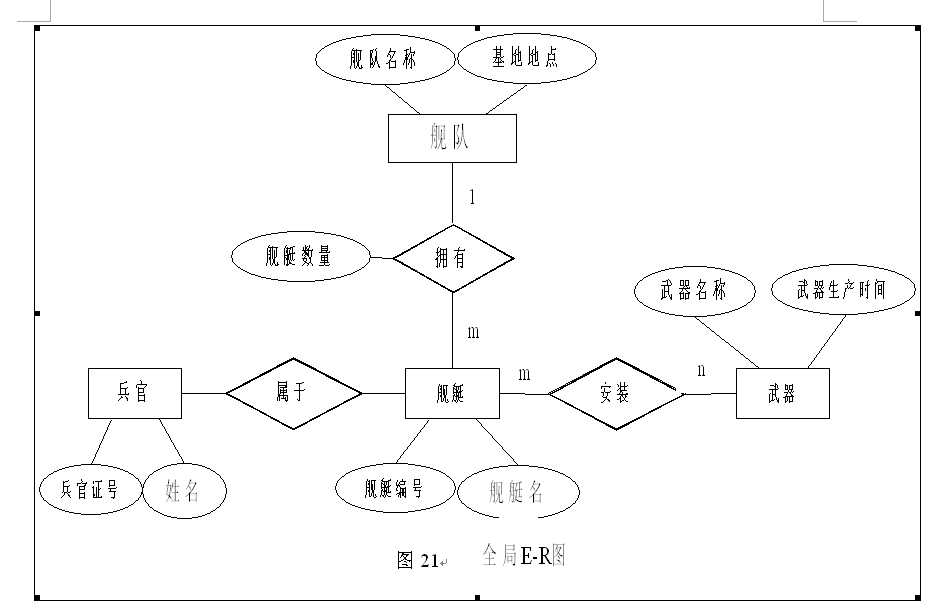 舰队名称 基地地点
舰队
1
舰艇数量 拥有
武器名称 武器生产时间
m
兵官 属于 舰艇 m 安装 n 武器
兵官证号 姓名 舰艇编号 舰艇名
图 21 全局E-R图